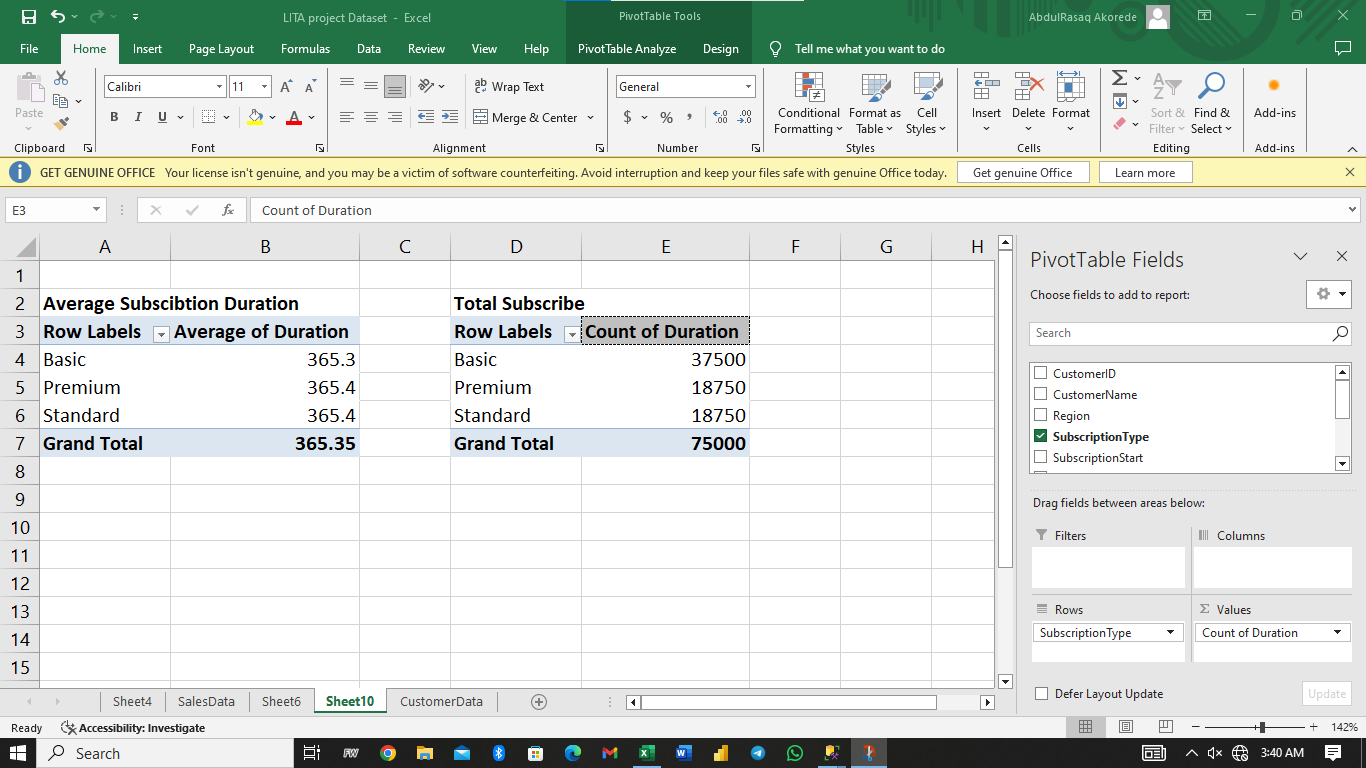 LITA project Dataset - Excel
PivotTable Tools
AbdulRasaq Akorede
File Home Insert Page Layout Formulas Data Review View Help PivotTable Analyze Design Tell me what you want to do
Paste
Calibri 11
Wrap Text
General
B I U
Merge & Center
$ % ,
Conditional Formatting
Format as Table
Cell Styles
Insert Delete Format
Sort & Filter
Find & Select
Add-ins
Clipboard Font Alignment Number Styles Cells Editing Add-ins
GET GENUINE OFFICE Your license isn't genuine, and you may be a victim of software counterfeiting. Avoid interruption and keep your files safe with genuine Office today. Get genuine Office Learn more
E3 fx Count of Duration
A B C D E F G H
1
2 Average Subscibtion Duration Total Subscribe
3 Row Labels Average of Duration Row Labels Count of Duration
4 Basic 365.3 Basic 37500
5 Premium 365.4 Premium 18750
6 Standard 365.4 Standard 18750
7 Grand Total 365.35 Grand Total 75000
8
9
10
11
12
13
14
15
PivotTable Fields
Choose fields to add to report:
Search
CustomerID
CustomerName
Region
SubscriptionType
SubscriptionStart
Drag fields between areas below:
Filters Columns
Rows Σ Values
SubscriptionType Count of Duration
Defer Layout Update Update
Sheet4 SalesData Sheet6 Sheet10 CustomerData
Ready Accessibility: Investigate 142%
Search 3:40 AM